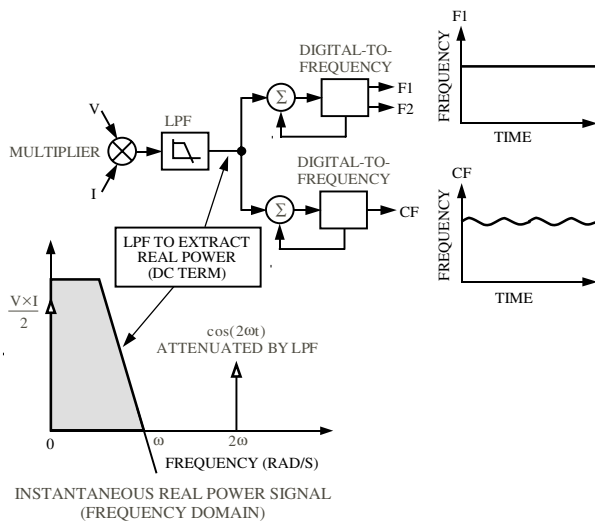 DIGITAL-TO-
FREQUENCY
F1
F2
V
LPF
MULTIPLIER
I
Σ
DIGITAL-TO-
FREQUENCY
Σ
CF
F1
FREQUENCY
TIME
CF
FREQUENCY
TIME
LPF TO EXTRACT
REAL POWER
(DC TERM)
V×I
2
cos(2ωt)
ATTENUATED BY LPF
0
ω
2ω
FREQUENCY (RAD/S)
INSTANTANEOUS REAL POWER SIGNAL
(FREQUENCY DOMAIN)